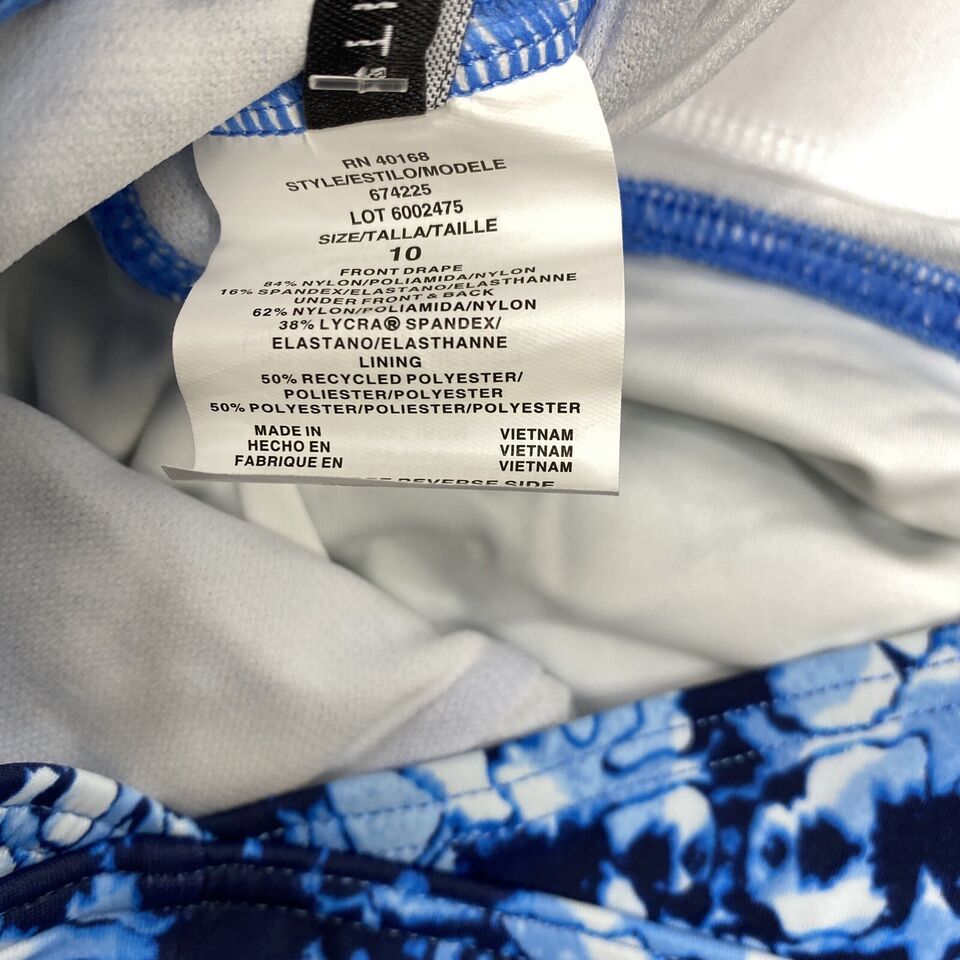 RN 40168
STYLE/ESTILO/MODELE
674225
LOT 6002475
SIZE/TALLA/TAILLE
10
FRONT DRAPE
84% NYLON/POLIAMIDA/NYLON
16% SPANDEX/ELASTANO/ELASTHANNE
UNDER FRONT & BACK
62% NYLON/POLIAMIDA/NYLON
38% LYCRA® SPANDEX/
ELASTANO/ELASTHANNE
LINING
50% RECYCLED POLYESTER/
POLIESTER/POLYESTER
50% POLYESTER/POLIESTER/POLYESTER
MADE IN VIETNAM
HECHO EN VIETNAM
FABRIQUE EN VIETNAM
REVERSE SIDE